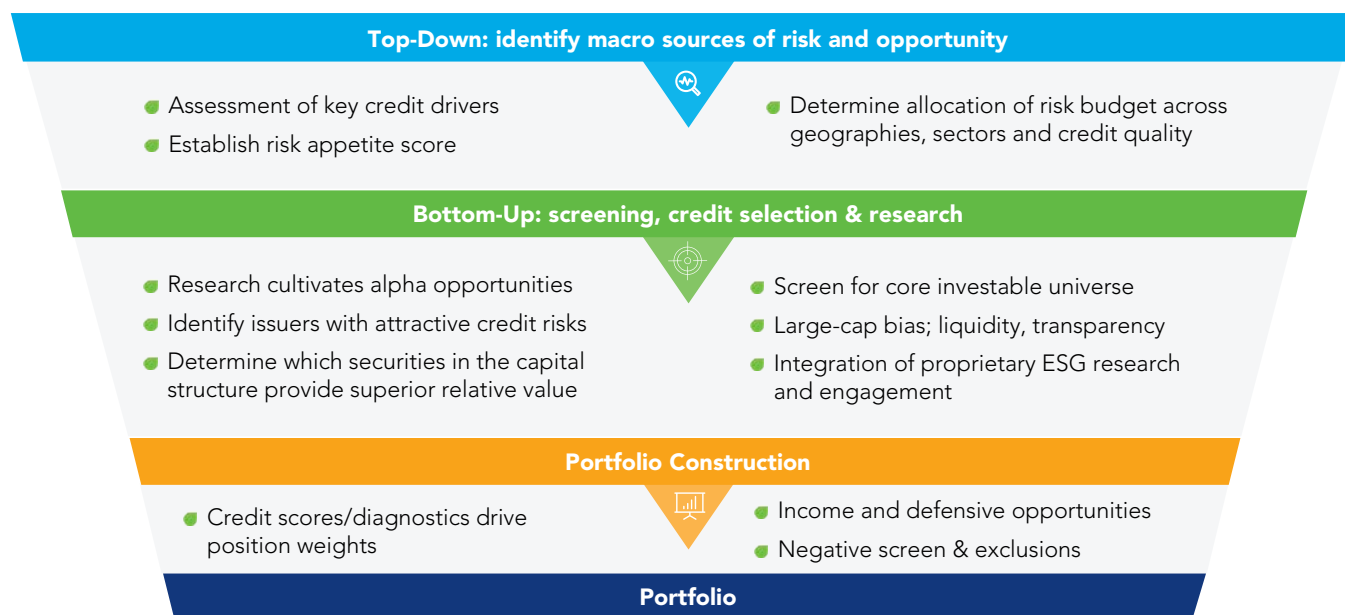 Top-Down: identify macro sources of risk and opportunity
Assessment of key credit drivers
Establish risk appetite score
Determine allocation of risk budget across
geographies, sectors and credit quality
Bottom-Up: screening, credit selection & research
Research cultivates alpha opportunities
Identify issuers with attractive credit risks
Determine which securities in the capital
structure provide superior relative value
Screen for core investable universe
Large-cap bias; liquidity, transparency
Integration of proprietary ESG research
and engagement
Portfolio Construction
Credit scores/diagnostics drive
position weights
Income and defensive opportunities
Negative screen & exclusions
Portfolio